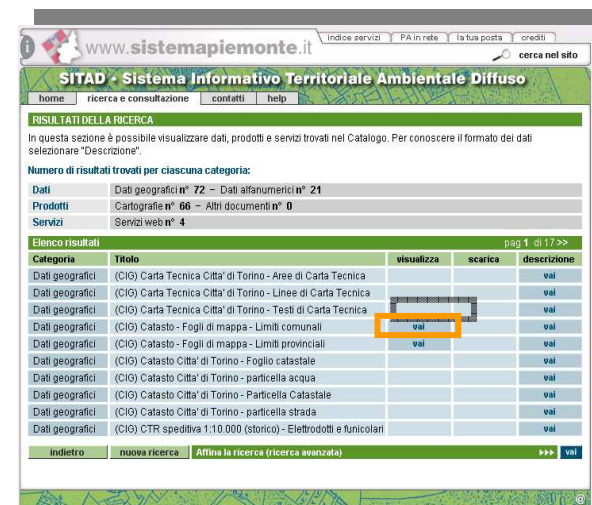 indice servizi PA in rete la tua posta crediti
www.sistemapiemonte.it
cerca nel sito
SITAD - Sistema Informativo Territoriale Ambientale Diffuso
home ricerca e consultazione contatti help
RISULTATI DELLA RICERCA
In questa sezione è possibile visualizzare dati, prodotti e servizi trovati nel Catalogo. Per conoscere il formato dei dati
selezionare "Descrizione".
Numero di risultati trovati per ciascuna categoria:
Dati Dati geografici n° 72 – Dati alfanumerici n° 21
Prodotti Cartografie n° 66 – Altri documenti n° 0
Servizi Servizi web n° 4
Elenco risultati pag 1 di 17 >>
Categoria Titolo visualizza scarica descrizione
Dati geografici (CIG) Carta Tecnica Citta' di Torino - Aree di Carta Tecnica vai
Dati geografici (CIG) Carta Tecnica Citta' di Torino - Linee di Carta Tecnica vai
Dati geografici (CIG) Carta Tecnica Citta' di Torino - Testi di Carta Tecnica vai
Dati geografici (CIG) Catasto - Fogli di mappa - Limiti comunali vai vai
Dati geografici (CIG) Catasto - Fogli di mappa - Limiti provinciali vai vai
Dati geografici (CIG) Catasto Citta' di Torino - Foglio catastale vai
Dati geografici (CIG) Catasto Citta' di Torino - particella acqua vai
Dati geografici (CIG) Catasto Citta' di Torino - Particella Catastale vai
Dati geografici (CIG) Catasto Citta' di Torino - particella strada vai
Dati geografici (CIG) CTR speditiva 1:10.000 (storico) - Elettrodotti e funicolari vai
indietro nuova ricerca Affina la ricerca (ricerca avanzata) vai
@